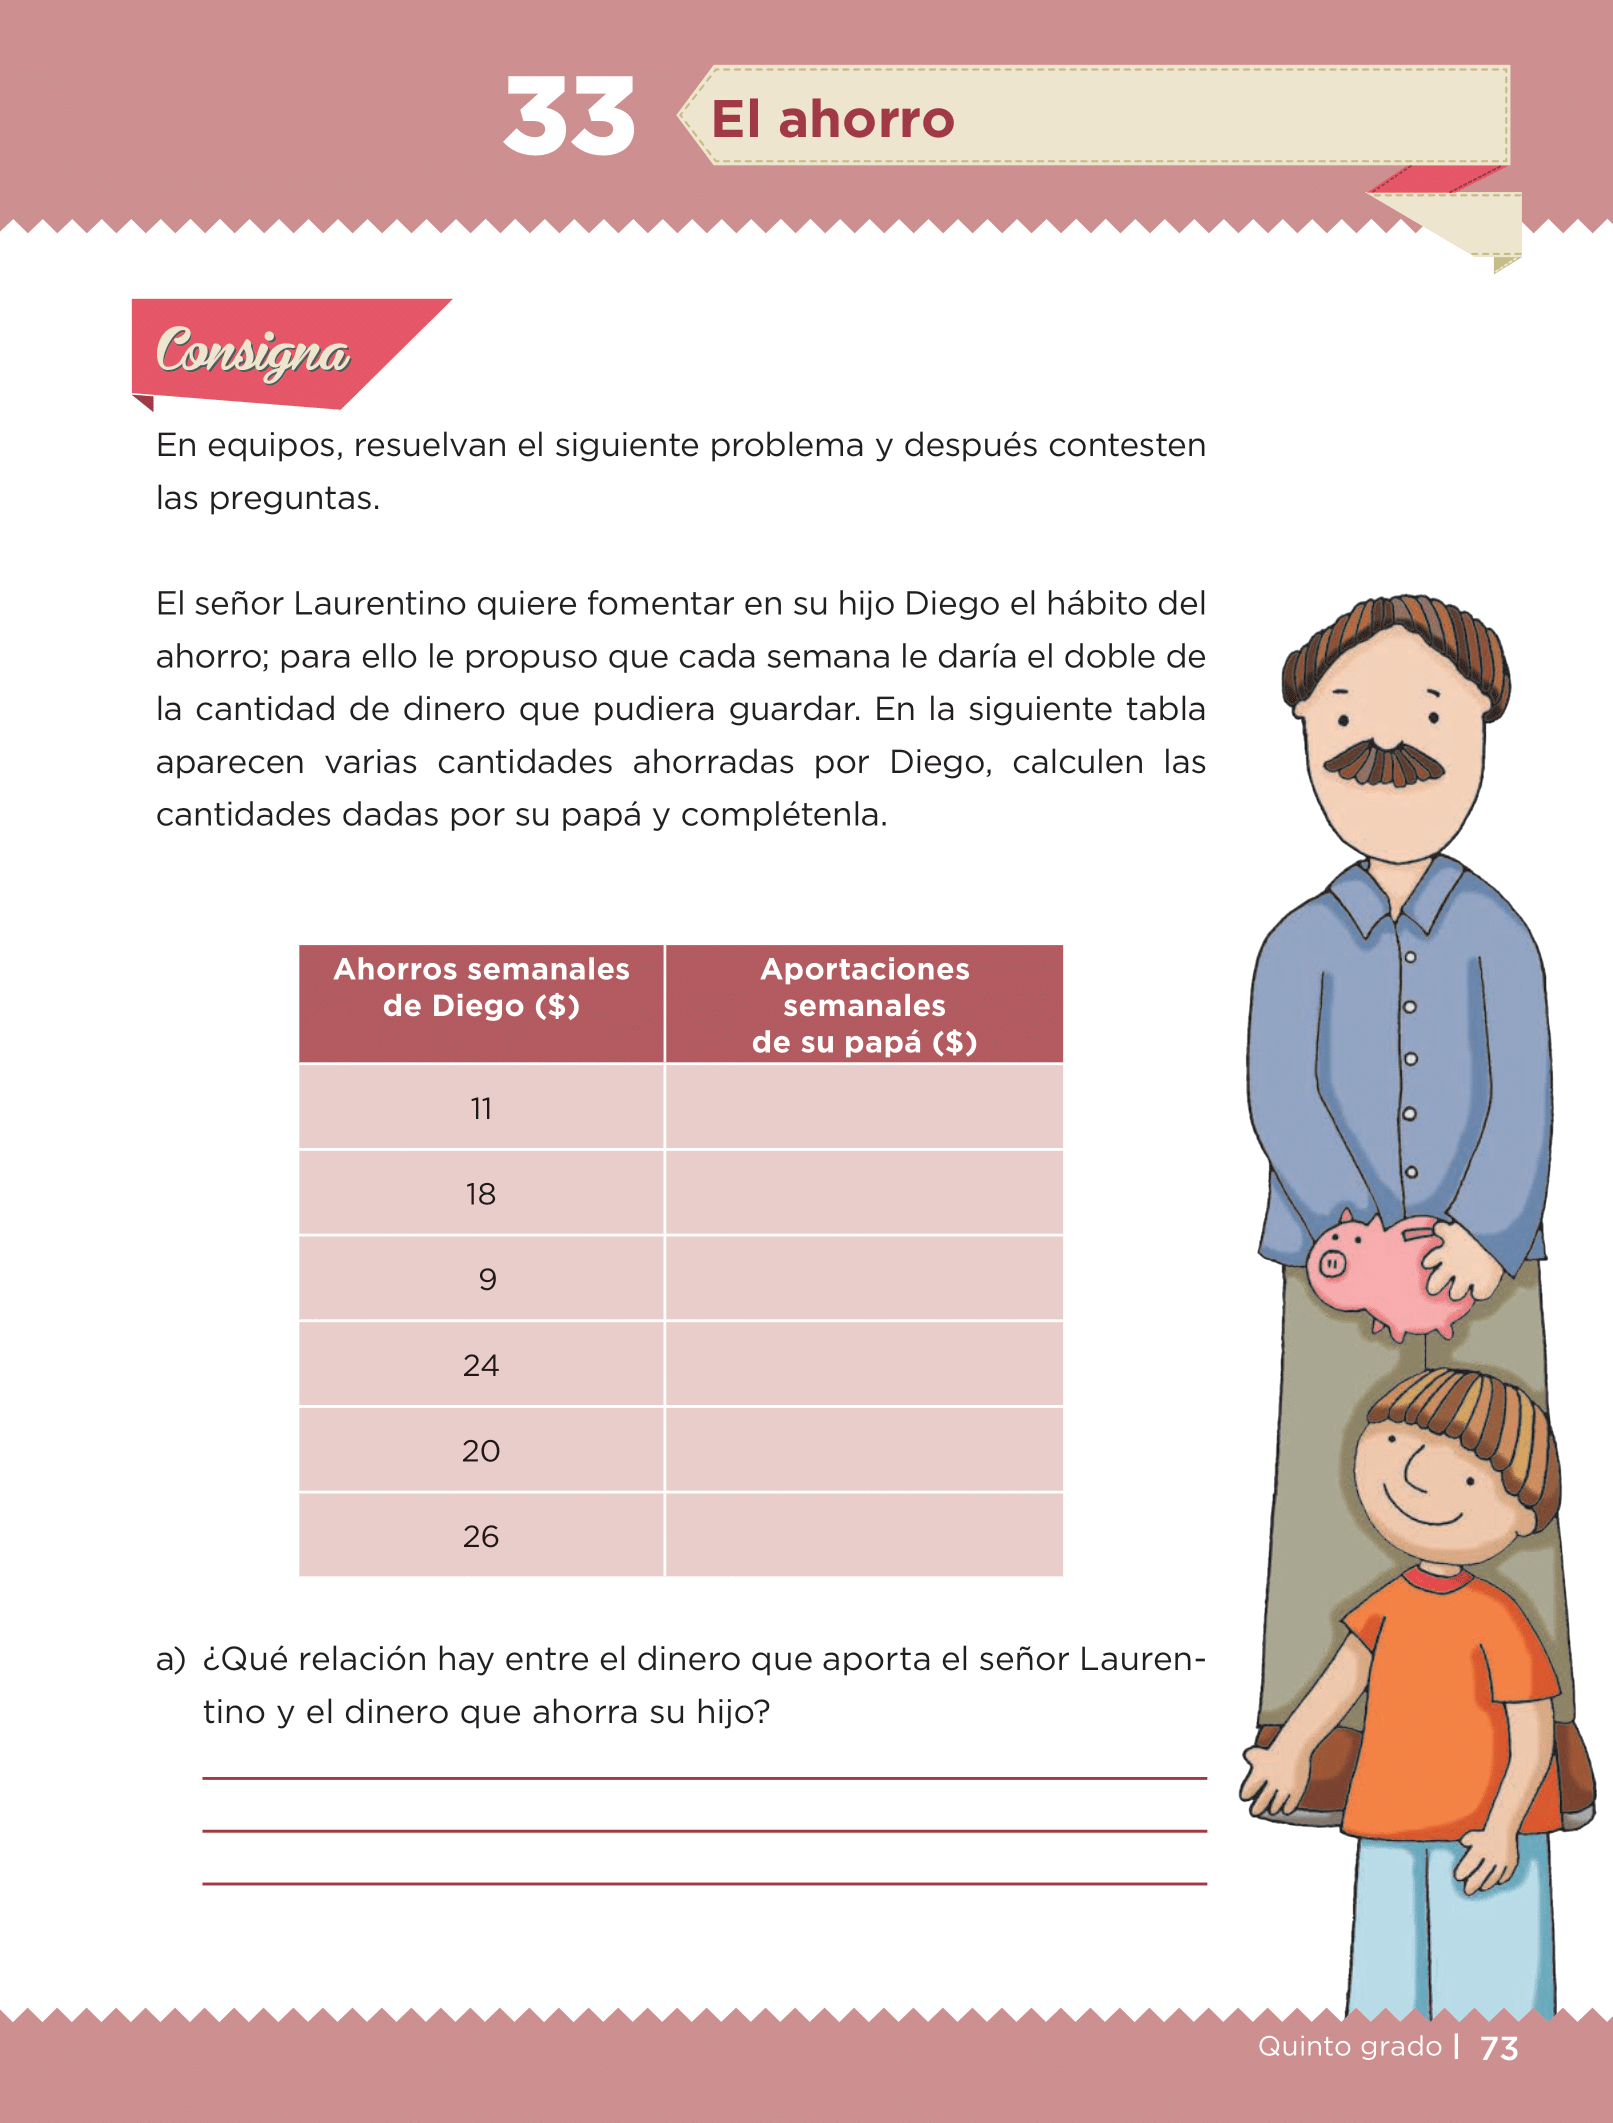 33
El ahorro
Consigna
En equipos, resuelvan el siguiente problema y después contesten
las preguntas.
El señor Laurentino quiere fomentar en su hijo Diego el hábito del
ahorro; para ello le propuso que cada semana le daría el doble de
la cantidad de dinero que pudiera guardar. En la siguiente tabla
aparecen varias cantidades ahorradas por Diego, calculen las
cantidades dadas por su papá y complétenla.
Ahorros semanales
de Diego ($)
Aportaciones
semanales
de su papá ($)
11
18
9
24
20
26
a) ¿Qué relación hay entre el dinero que aporta el señor Lauren-
tino y el dinero que ahorra su hijo?
Quinto grado | 73